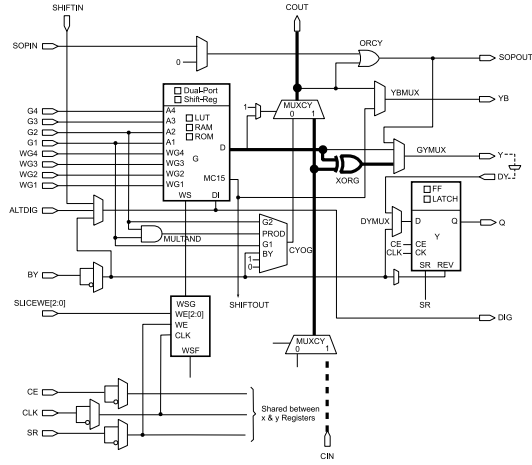 SHIFTIN
COUT
SOPIN
0
ORCY
SOPOUT
Dual-Port
Shift-Reg
YBMUX
YB
G4
G3
G2
G1
WG4
WG3
WG2
WG1
A4
A3
A2
A1
WG4
WG3
WG2
WG1
LUT
RAM
ROM
G
D
MC15
WS
DI
1
MUXCY
0 1
GYMUX
Y
XORG
DY
ALTDIG
MULTAND
G2
PROD
G1
BY
1
0
CYOG
DYMUX
FF
LATCH
D
Q
Y
CE
CLK
CE
CK
SR
REV
Q
BY
SHIFTOUT
SR
SLICEWE[2:0]
WSG
WE[2:0]
WE
CLK
WSF
DIG
MUXCY
0 1
CE
CLK
SR
Shared between
x & y Registers
CIN